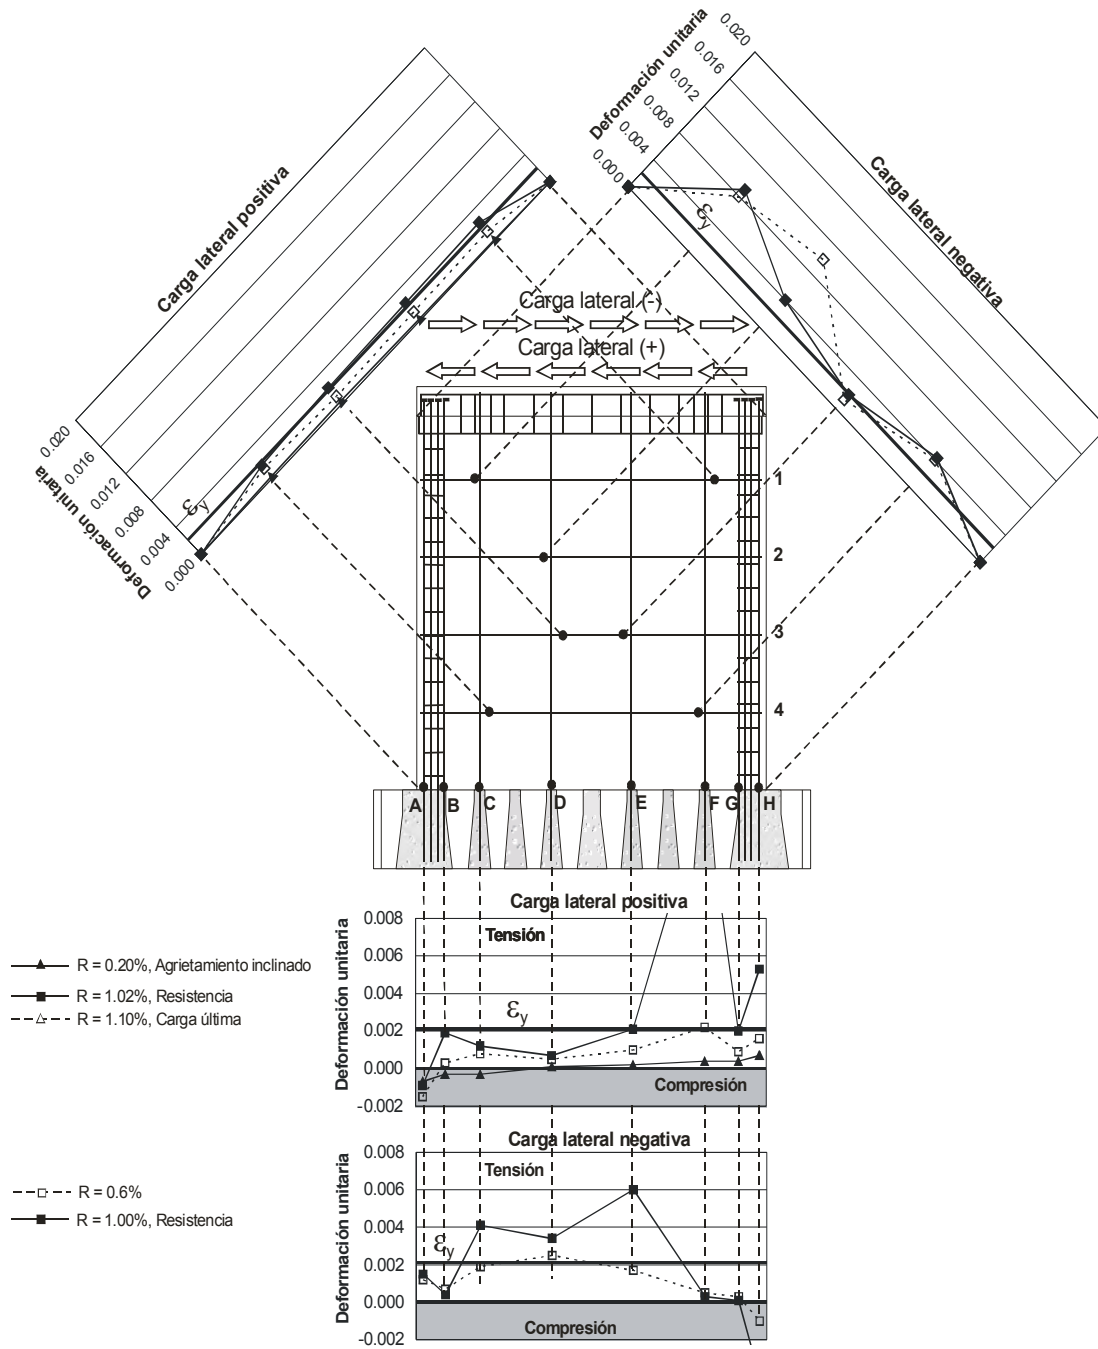 Deformación unitaria
0.000
0.004
0.008
0.012
0.016
0.020
Carga lateral negativa
εy
Carga lateral positiva
0.020
0.016
0.012
0.008
0.004
0.000
Deformación unitaria
εy
Carga lateral (-)
Carga lateral (+)
1
2
3
4
A
B
C
D
E
F
G
H
Carga lateral positiva
Deformación unitaria
0.008
0.006
0.004
0.002
0.000
-0.002
Tensión
εy
Compresión
R = 0.20%, Agrietamiento inclinado
R = 1.02%, Resistencia
R = 1.10%, Carga última
Carga lateral negativa
Deformación unitaria
0.008
0.006
0.004
0.002
0.000
-0.002
Tensión
εy
Compresión
R = 0.6%
R = 1.00%, Resistencia